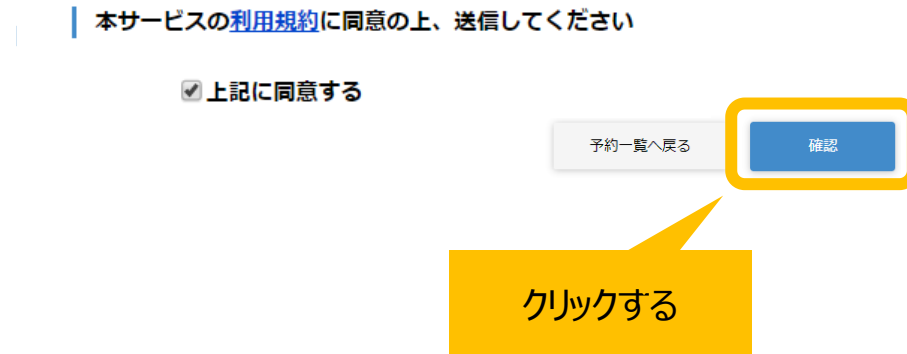 本サービスの利用規約に同意の上、送信してください
上記に同意する
予約一覧へ戻る
確認
クリックする